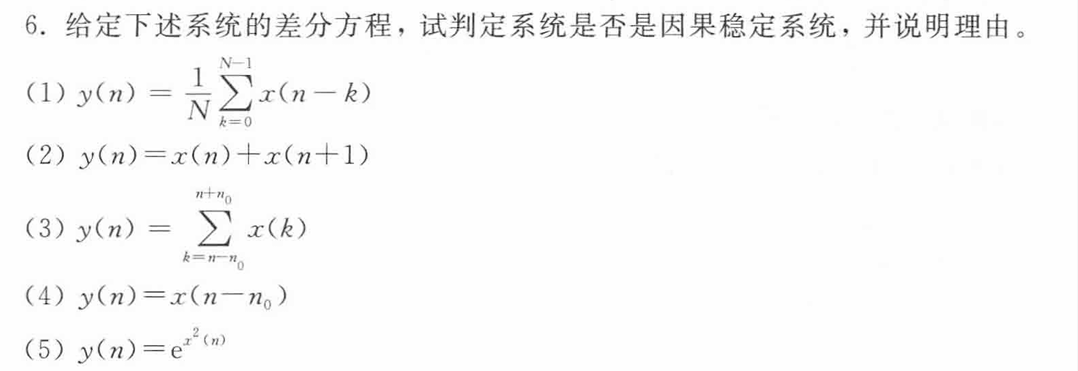 6. 给定下述系统的差分方程，试判定系统是否是因果稳定系统，并说明理由。
(1) y(n) = \frac{1}{N} \sum_{k=0}^{N-1} x(n-k)
(2) y(n)=x(n)+x(n+1)
(3) y(n) = \sum_{k=n-n_0}^{n+n_0} x(k)
(4) y(n)=x(n-n_0)
(5) y(n)=e^{x^2(n)}